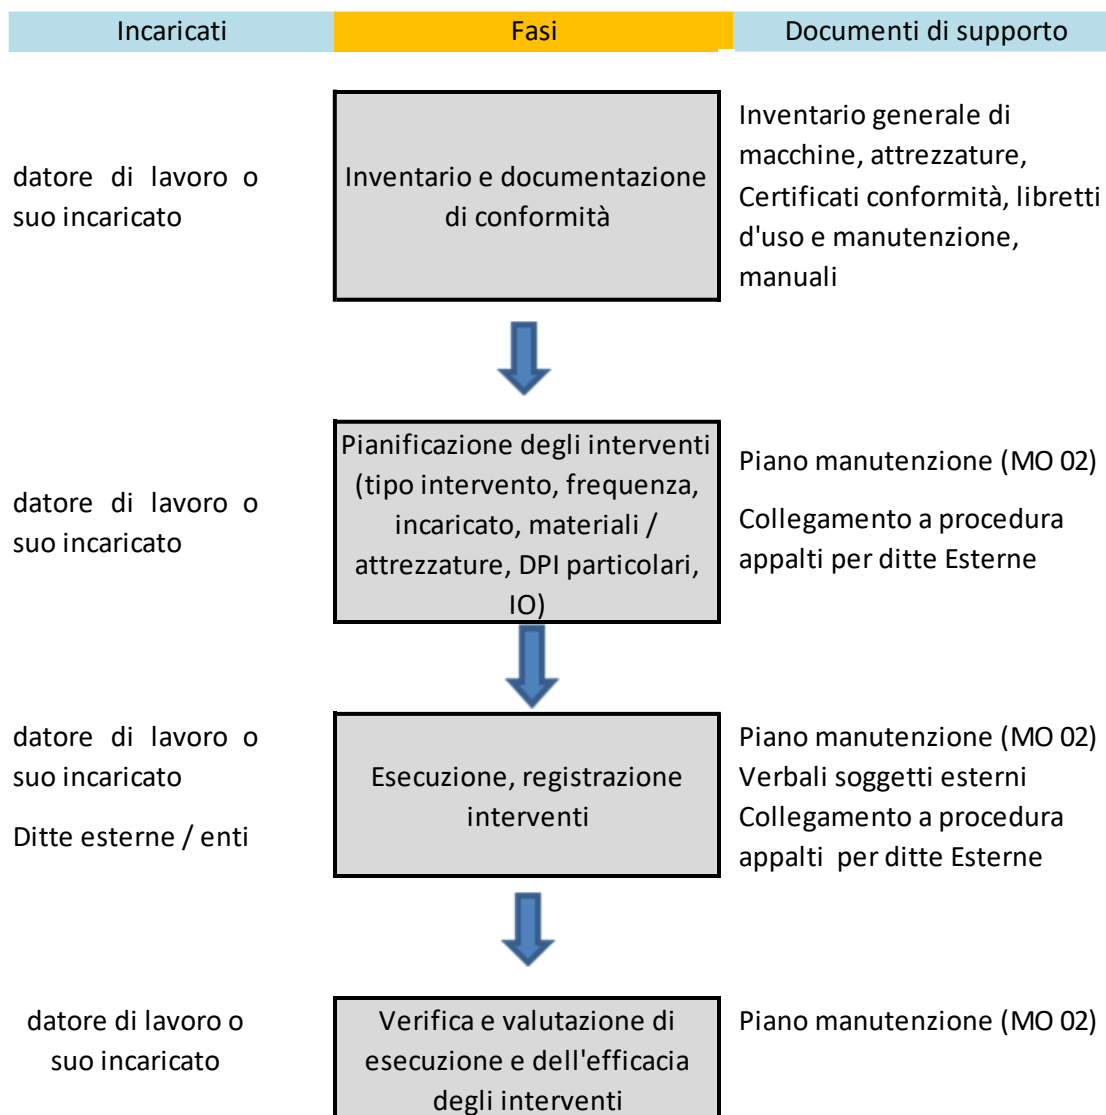 Incaricati
Fasi
Documenti di supporto
datore di lavoro o
suo incaricato
Inventario e documentazione
di conformità
Inventario generale di
macchine, attrezzature,
Certificati conformità, libretti
d'uso e manutenzione,
manuali
datore di lavoro o
suo incaricato
Pianificazione degli interventi
(tipo intervento, frequenza,
incaricato, materiali /
attrezzature, DPI particolari,
IO)
Piano manutenzione (MO 02)
Collegamento a procedura
appalti per ditte Esterne
datore di lavoro o
suo incaricato
Ditte esterne / enti
Esecuzione, registrazione
interventi
Piano manutenzione (MO 02)
Verbali soggetti esterni
Collegamento a procedura
appalti per ditte Esterne
datore di lavoro o
suo incaricato
Verifica e valutazione di
esecuzione e dell'efficacia
degli interventi
Piano manutenzione (MO 02)